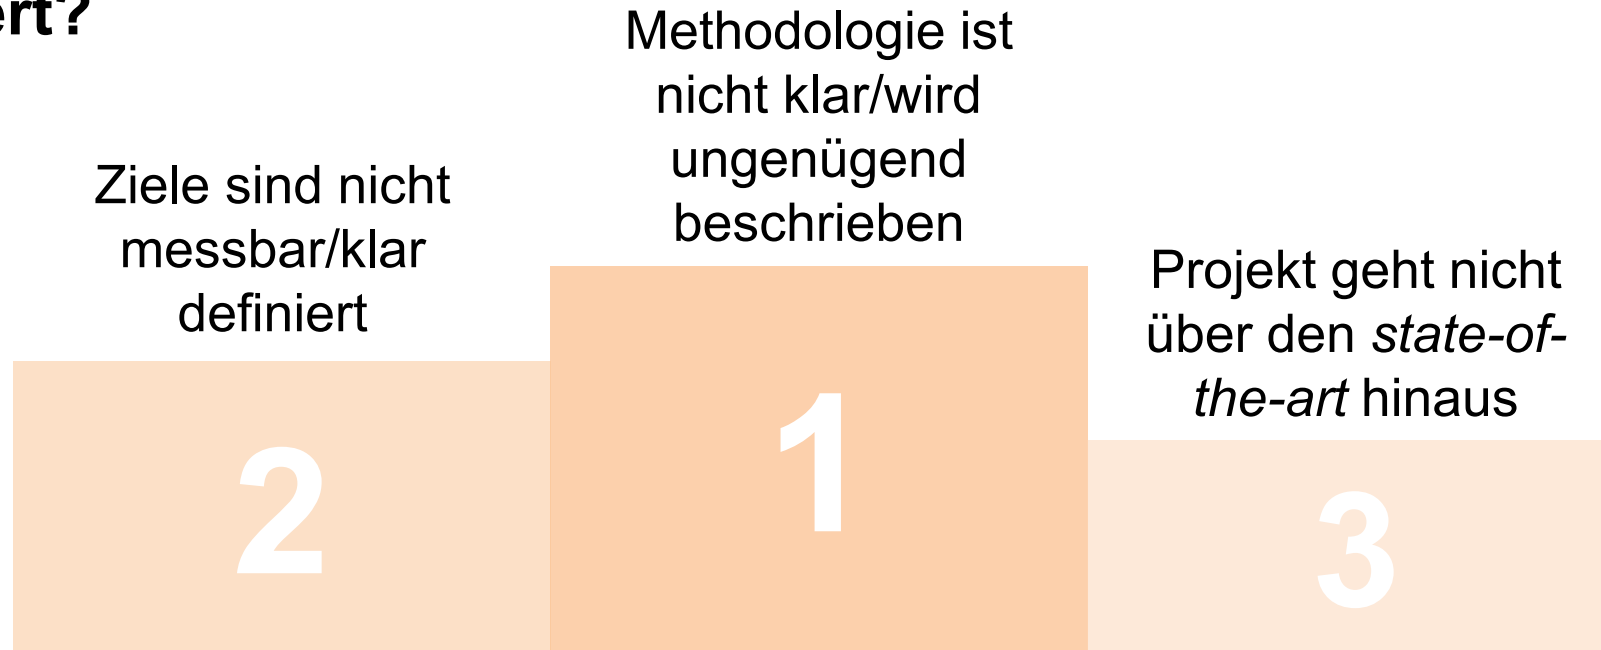 ert?
Methodologie ist
nicht klar/wird
ungenügend
beschrieben
Ziele sind nicht
messbar/klar
definiert
Projekt geht nicht
über den state-of-
the-art hinaus
2
1
3